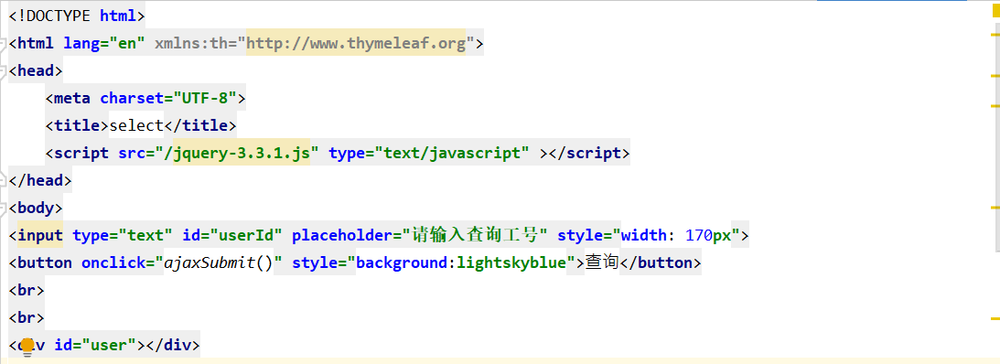 <!DOCTYPE html>
<html lang="en" xmlns:th="http://www.thymeleaf.org">
<head>
    <meta charset="UTF-8">
    <title>select</title>
    <script src="/jquery-3.3.1.js" type="text/javascript" ></script>
</head>
<body>
<input type="text" id="userId" placeholder="请输入查询工号" style="width: 170px">
<button onclick="ajaxSubmit()" style="background:lightskyblue">查询</button>
<br>
<br>
<div id="user"></div>